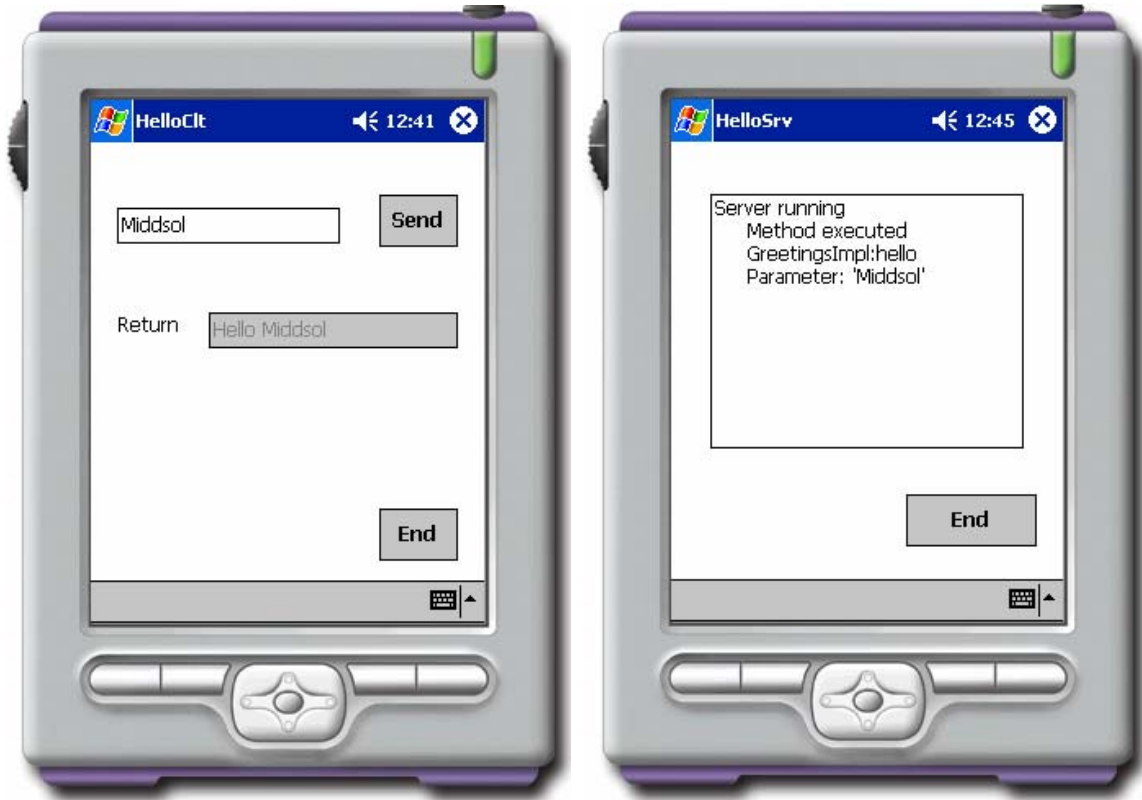 HelloClt 12:41
Middsol
Send
Return
Hello Middsol
End
HelloSrv 12:45
Server running
Method executed
GreetingsImpl:hello
Parameter: 'Middsol'
End